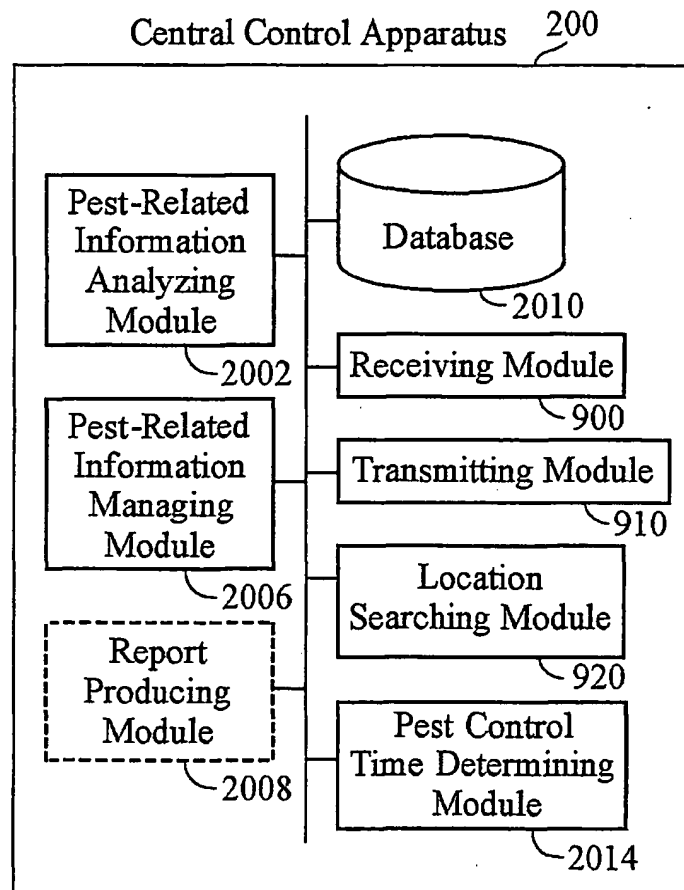 Central Control Apparatus
200
Pest-Related
Information
Analyzing
Module
2002
Pest-Related
Information
Managing
Module
2006
Report
Producing
Module
2008
Database
2010
Receiving Module
900
Transmitting Module
910
Location
Searching Module
920
Pest Control
Time Determining
Module
2014